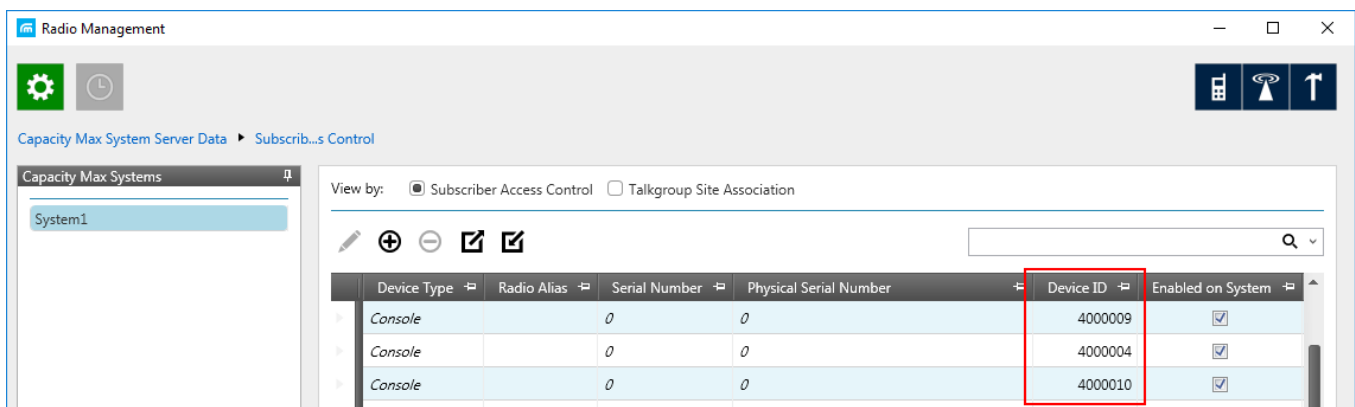 Radio Management
Capacity Max System Server Data Subscrib...s Control
Capacity Max Systems
System1
View by: Subscriber Access Control Talkgroup Site Association
Device Type Radio Alias Serial Number Physical Serial Number Device ID Enabled on System
Console 0 0 4000009
Console 0 0 4000004
Console 0 0 4000010